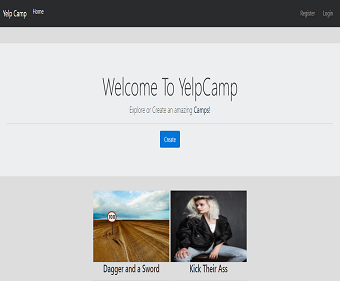 Yelp Camp Home Register Login
Welcome To YelpCamp
Explore or Create an amazing Camps!
Create
100
Dagger and a Sword Kick Their Ass